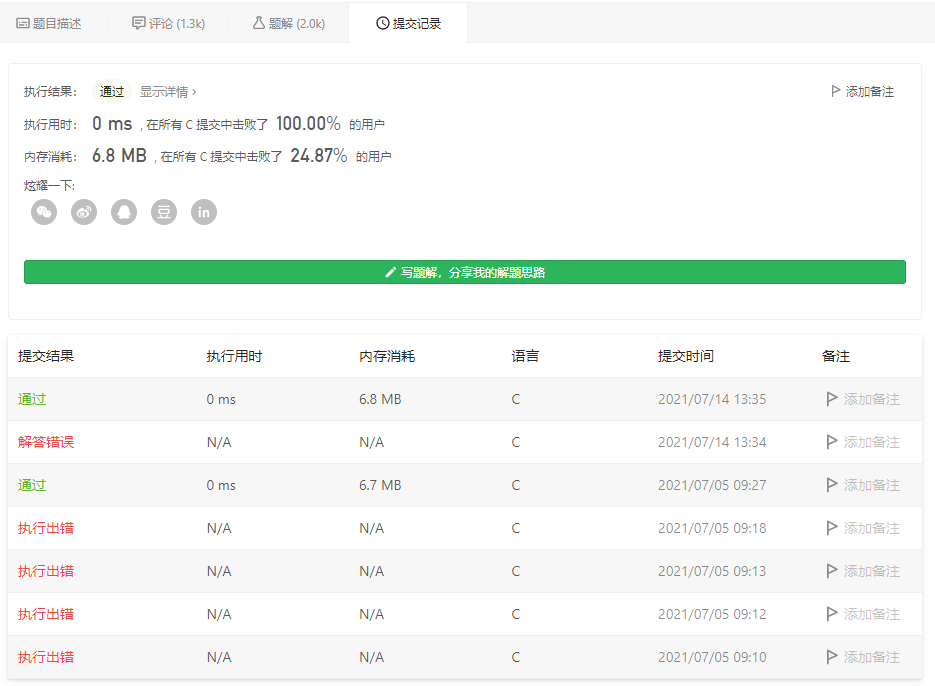 题目描述 评论 (1.3k) 题解 (2.0k) 提交记录
执行结果： 通过 显示详情 › 添加备注
执行用时： 0 ms , 在所有 C 提交中击败了 100.00% 的用户
内存消耗： 6.8 MB , 在所有 C 提交中击败了 24.87% 的用户
炫耀一下:
豆 in
写题解，分享我的解题思路
提交结果 执行用时 内存消耗 语言 提交时间 备注
通过 0 ms 6.8 MB C 2021/07/14 13:35 添加备注
解答错误 N/A N/A C 2021/07/14 13:34 添加备注
通过 0 ms 6.7 MB C 2021/07/05 09:27 添加备注
执行出错 N/A N/A C 2021/07/05 09:18 添加备注
执行出错 N/A N/A C 2021/07/05 09:13 添加备注
执行出错 N/A N/A C 2021/07/05 09:12 添加备注
执行出错 N/A N/A C 2021/07/05 09:10 添加备注